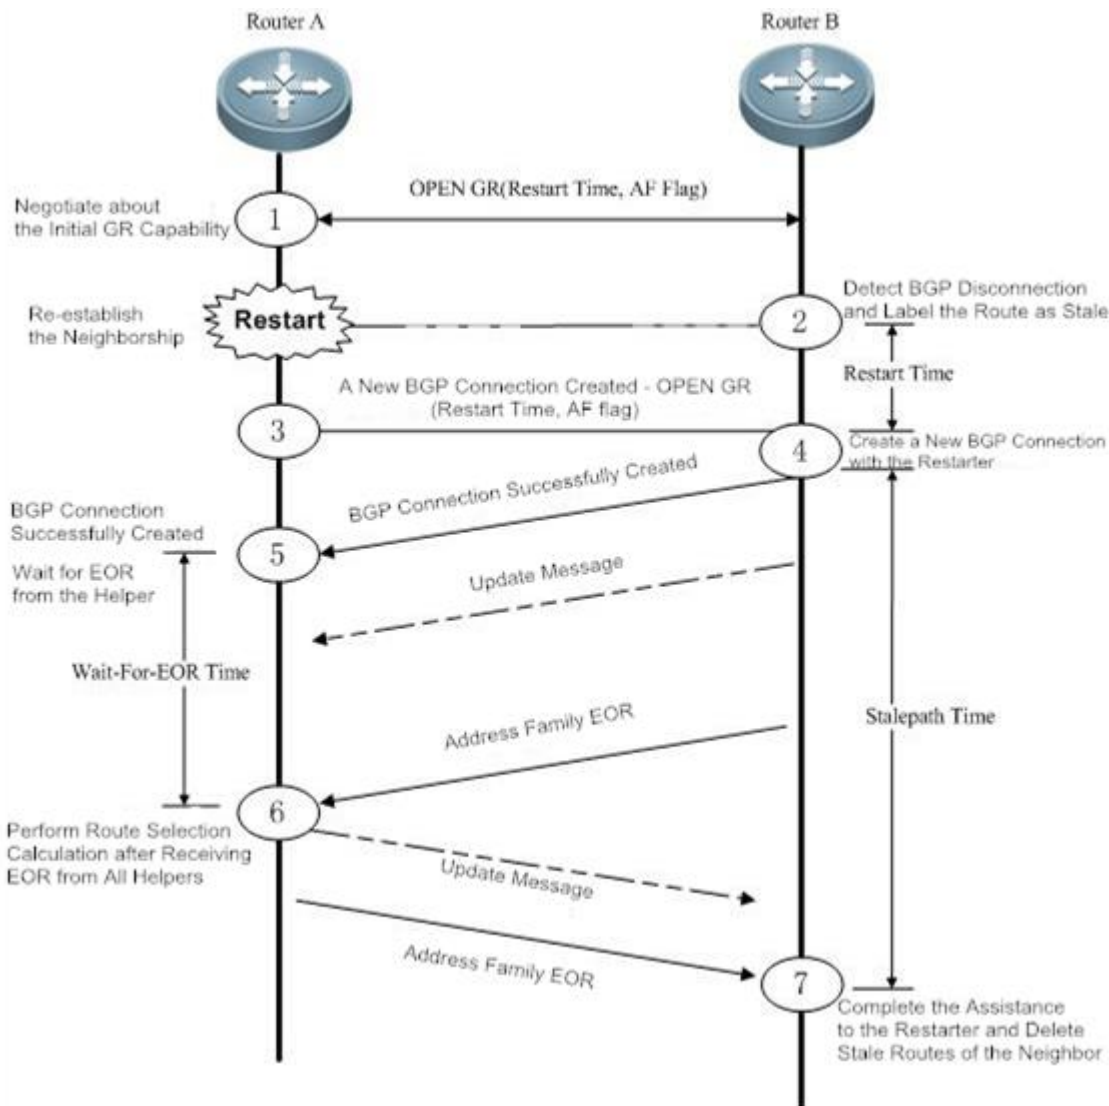 Router A
Router B
OPEN GR(Restart Time, AF Flag)
Negotiate about
the Initial GR Capability
1
Detect BGP Disconnection
and Label the Route as Stale
Re-establish
the Neighborship
Restart
2
Restart Time
A New BGP Connection Created - OPEN GR
(Restart Time, AF flag)
3
4
Create a New BGP Connection
with the Restarter
BGP Connection Successfully Created
BGP Connection
Successfully Created
5
Wait for EOR
from the Helper
Update Message
Wait-For-EOR Time
Stalepath Time
Address Family EOR
6
Perform Route Selection
Calculation after Receiving
EOR from All Helpers
Update Message
Address Family EOR
7
Complete the Assistance
to the Restarter and Delete
Stale Routes of the Neighbor